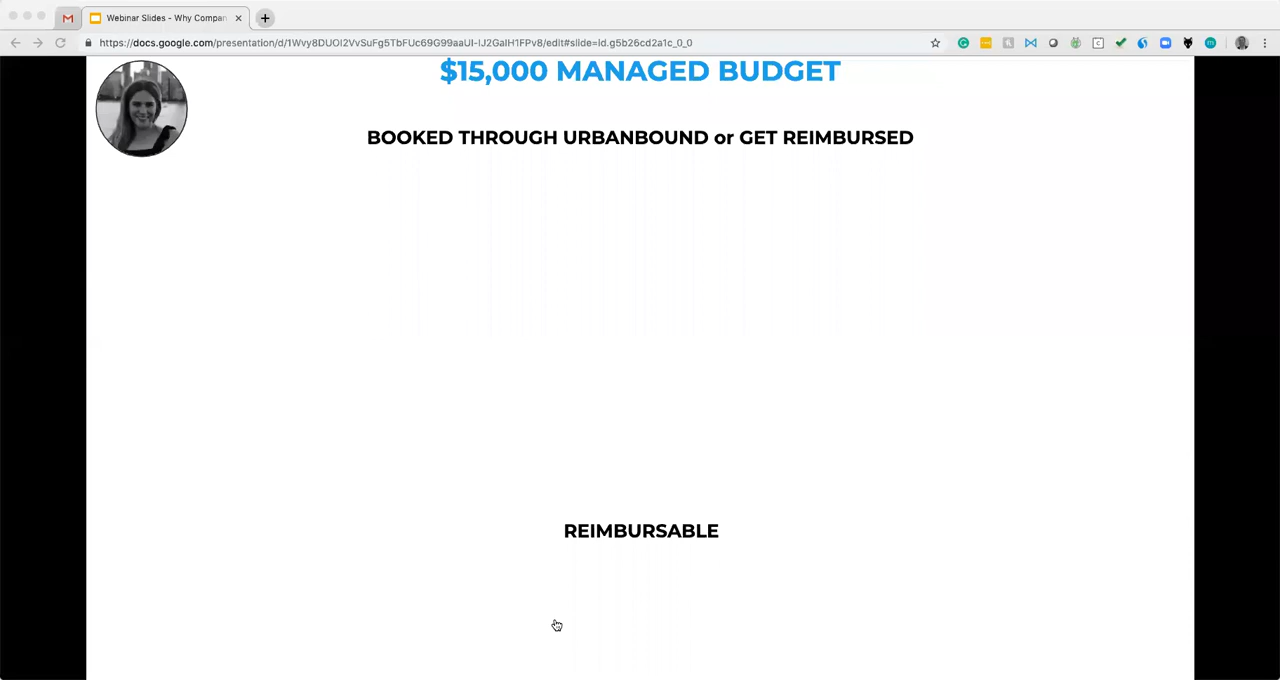 Webinar Slides - Why Compan
https://docs.google.com/presentation/d/1Wvy8DUOI2VvSuFg5TbFUc69G99aaUI-IJ2GaIH1FPv8/edit#slide=id.g5b26cd2a1c_0_0
$15,000 MANAGED BUDGET
BOOKED THROUGH URBANBOUND or GET REIMBURSED
REIMBURSABLE